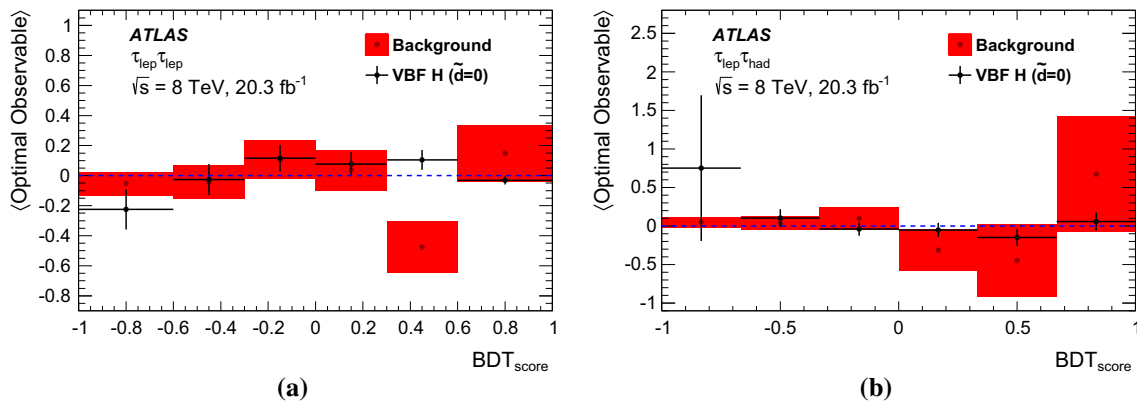 ⟨Optimal Observable⟩
1
0.8
0.6
0.4
0.2
0
-0.2
-0.4
-0.6
-0.8
ATLAS
τlepτlep
√s = 8 TeV, 20.3 fb⁻¹
Background
VBF H (d̃=0)
-1 -0.8 -0.6 -0.4 -0.2 0 0.2 0.4 0.6 0.8 1
BDTscore
(a)
⟨Optimal Observable⟩
2.5
2
1.5
1
0.5
0
-0.5
-1
ATLAS
τlepτhad
√s = 8 TeV, 20.3 fb⁻¹
Background
VBF H (d̃=0)
-1 -0.5 0 0.5 1
BDTscore
(b)